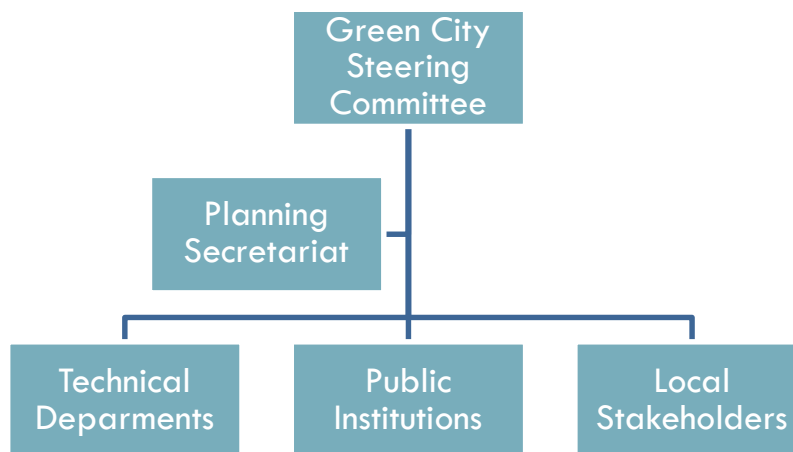 Green City
Steering
Committee
Planning
Secretariat
Technical
Deparments
Public
Institutions
Local
Stakeholders